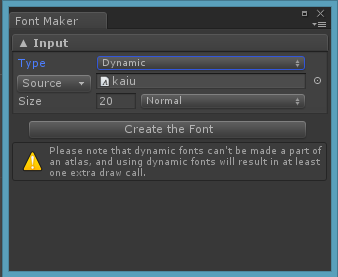 Font Maker
▲ Input
Type Dynamic
Source kaiu
Size 20 Normal
Create the Font
Please note that dynamic fonts can't be made a part of
an atlas, and using dynamic fonts will result in at least
one extra draw call.